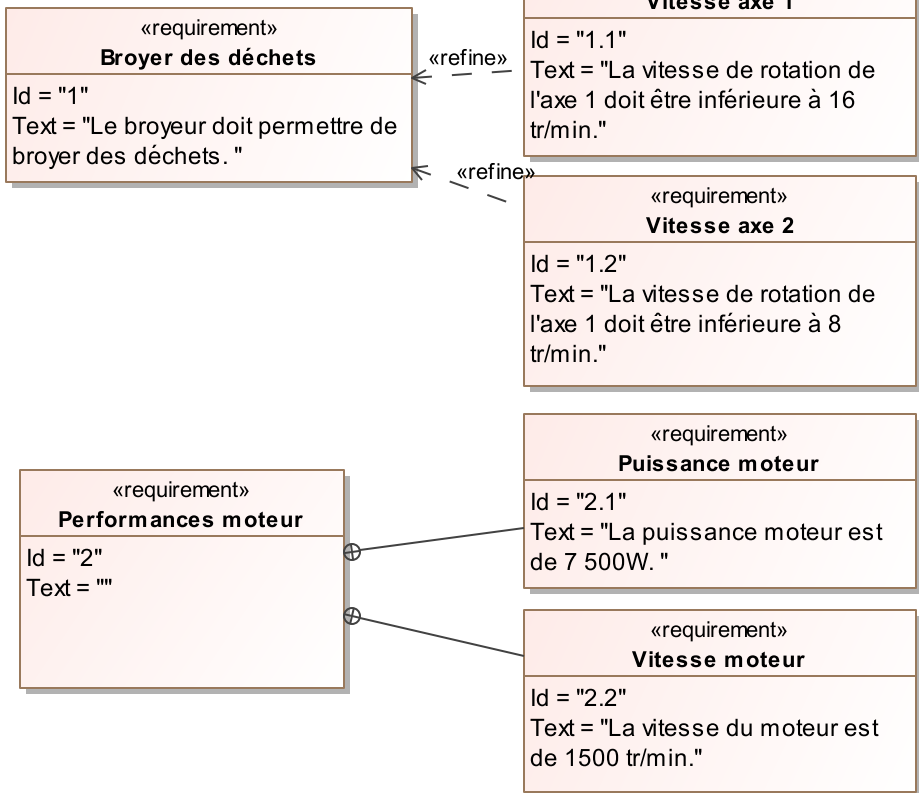 «requirement»
Broyer des déchets
Id = "1"
Text = "Le broyeur doit permettre de
broyer des déchets. "
«refine»
«refine»
Vitesse axe 1
Id = "1.1"
Text = "La vitesse de rotation de
l'axe 1 doit être inférieure à 16
tr/min."
«requirement»
Vitesse axe 2
Id = "1.2"
Text = "La vitesse de rotation de
l'axe 1 doit être inférieure à 8
tr/min."
«requirement»
Performances moteur
Id = "2"
Text = ""
«requirement»
Puissance moteur
Id = "2.1"
Text = "La puissance moteur est
de 7 500W. "
«requirement»
Vitesse moteur
Id = "2.2"
Text = "La vitesse du moteur est
de 1500 tr/min."